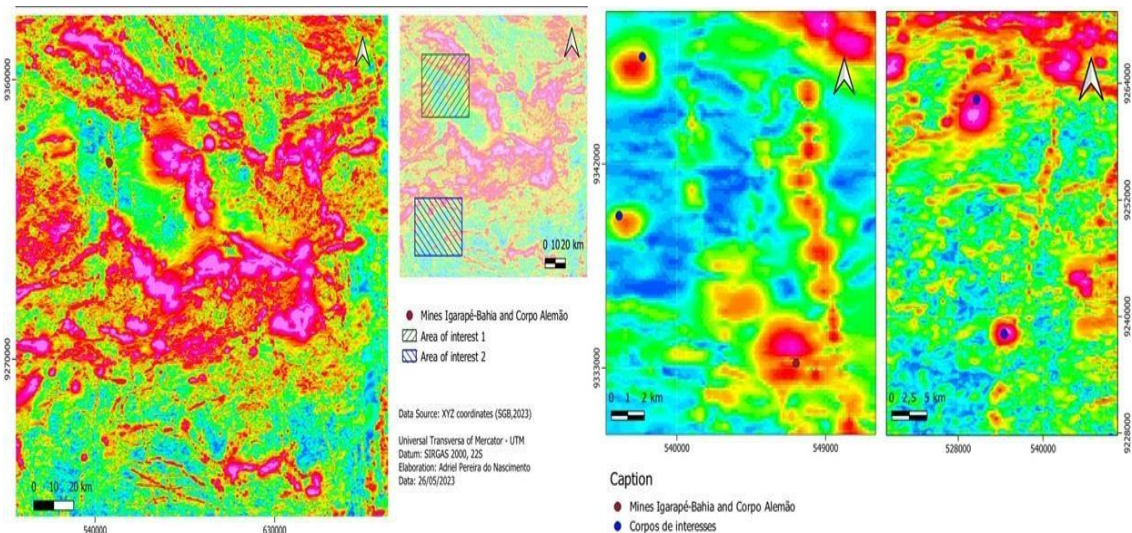 9360000
9270000
0 10 20 km
540000
630000
0 1020 km
Mines Igarapé-Bahia and Corpo Alemão
Area of interest 1
Area of interest 2
Data Source: XYZ coordinates (SGB,2023)
Universal Transversa of Mercator - UTM
Datum: SIRGAS 2000, 22S
Elaboration: Adriel Pereira do Nascimento
Data: 26/05/2023
9342000
9333000
0 1 2 km
540000
549000
0 2,5 5 km
9264000
9252000
9240000
9228000
528000
540000
Caption
Mines Igarapé-Bahia and Corpo Alemão
Corpos de interesses